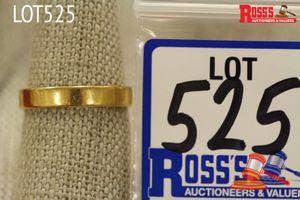 LOT525
ROSS'S
AUCTIONEERS & VALUERS
LOT
525
ROSS'S
AUCTIONEERS & VALUERS